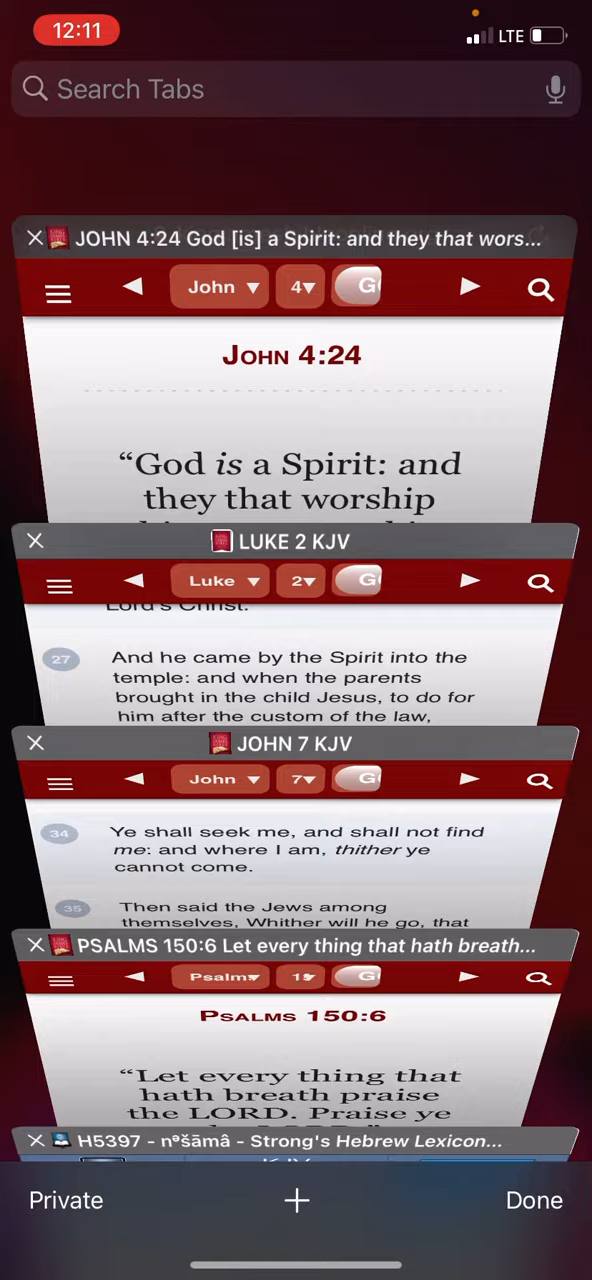 12:11
LTE
Search Tabs
JOHN 4:24 God [is] a Spirit: and they that wors...
John ▼ 4▼ G
JOHN 4:24
“God is a Spirit: and
they that worship
LUKE 2 KJV
Luke ▼ 2▼ G
Lord's Christ.
27 And he came by the Spirit into the
temple: and when the parents
brought in the child Jesus, to do for
him after the custom of the law,
JOHN 7 KJV
John ▼ 7▼ G
34 Ye shall seek me, and shall not find
me: and where I am, thither ye
cannot come.
35 Then said the Jews among
themselves, Whither will he go, that
PSALMS 150:6 Let every thing that hath breath...
Psalms▼ G
PSALMS 150:6
“Let every thing that
hath breath praise
the LORD. Praise ye
H5397 - nᵊšāmâ - Strong's Hebrew Lexicon...
Private
Done